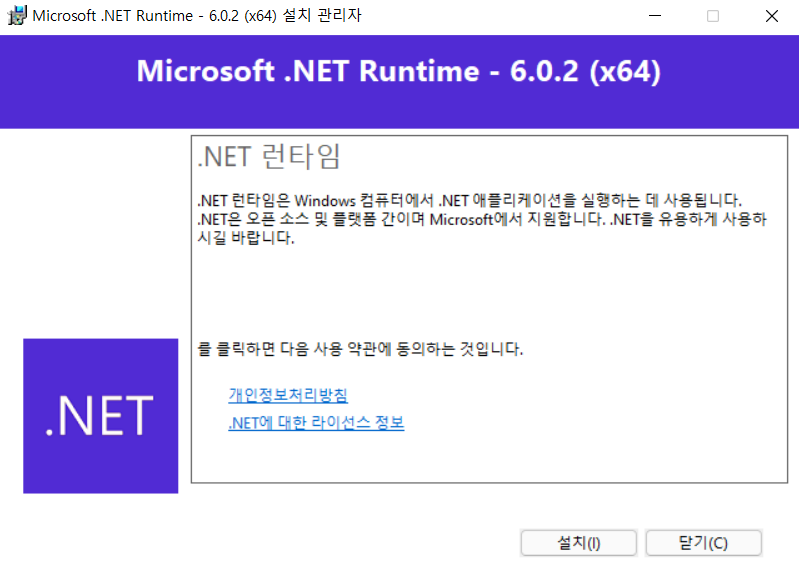 Microsoft .NET Runtime - 6.0.2 (x64) 설치 관리자
Microsoft .NET Runtime - 6.0.2 (x64)
.NET 런타임
.NET 런타임은 Windows 컴퓨터에서 .NET 애플리케이션을 실행하는 데 사용됩니다.
.NET은 오픈 소스 및 플랫폼 간이며 Microsoft에서 지원합니다. .NET을 유용하게 사용하
시길 바랍니다.
를 클릭하면 다음 사용 약관에 동의하는 것입니다.
개인정보처리방침
.NET에 대한 라이선스 정보
.NET
설치(I)
닫기(C)